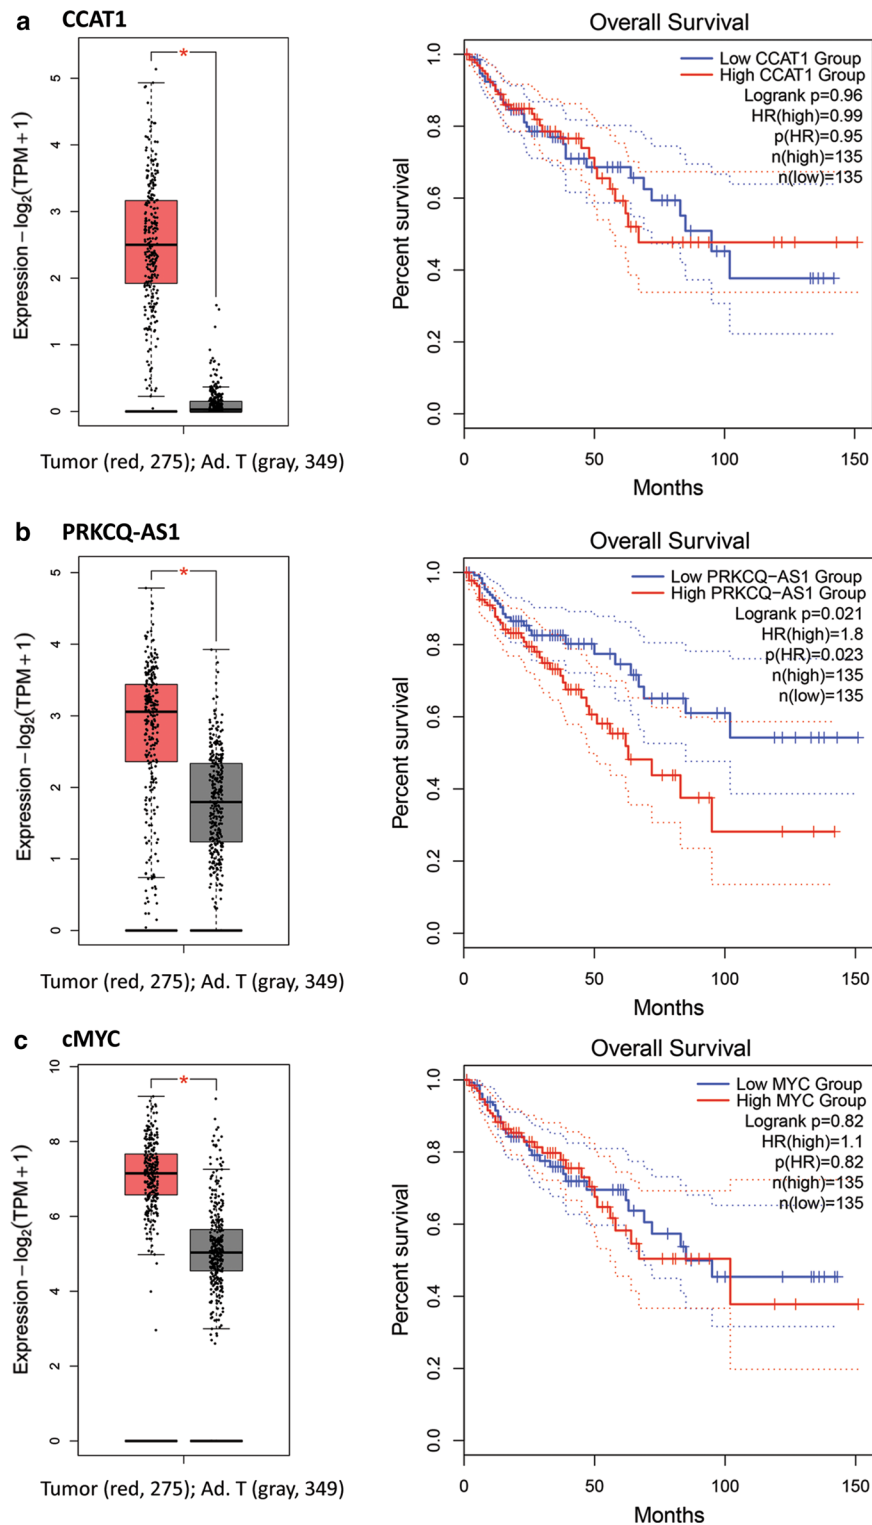 a CCAT1
Expression – log2(TPM + 1)
5
4
3
2
1
0
*
Tumor (red, 275); Ad. T (gray, 349)
Overall Survival
Percent survival
1.0
0.8
0.6
0.4
0.2
0.0
Low CCAT1 Group
High CCAT1 Group
Logrank p=0.96
HR(high)=0.99
p(HR)=0.95
n(high)=135
n(low)=135
0 50 100 150
Months
b PRKCQ-AS1
Expression – log2(TPM + 1)
5
4
3
2
1
0
*
Tumor (red, 275); Ad. T (gray, 349)
Overall Survival
Percent survival
1.0
0.8
0.6
0.4
0.2
0.0
Low PRKCQ−AS1 Group
High PRKCQ−AS1 Group
Logrank p=0.021
HR(high)=1.8
p(HR)=0.023
n(high)=135
n(low)=135
0 50 100 150
Months
c cMYC
Expression – log2(TPM + 1)
10
8
6
4
2
0
*
Tumor (red, 275); Ad. T (gray, 349)
Overall Survival
Percent survival
1.0
0.8
0.6
0.4
0.2
0.0
Low MYC Group
High MYC Group
Logrank p=0.82
HR(high)=1.1
p(HR)=0.82
n(high)=135
n(low)=135
0 50 100 150
Months